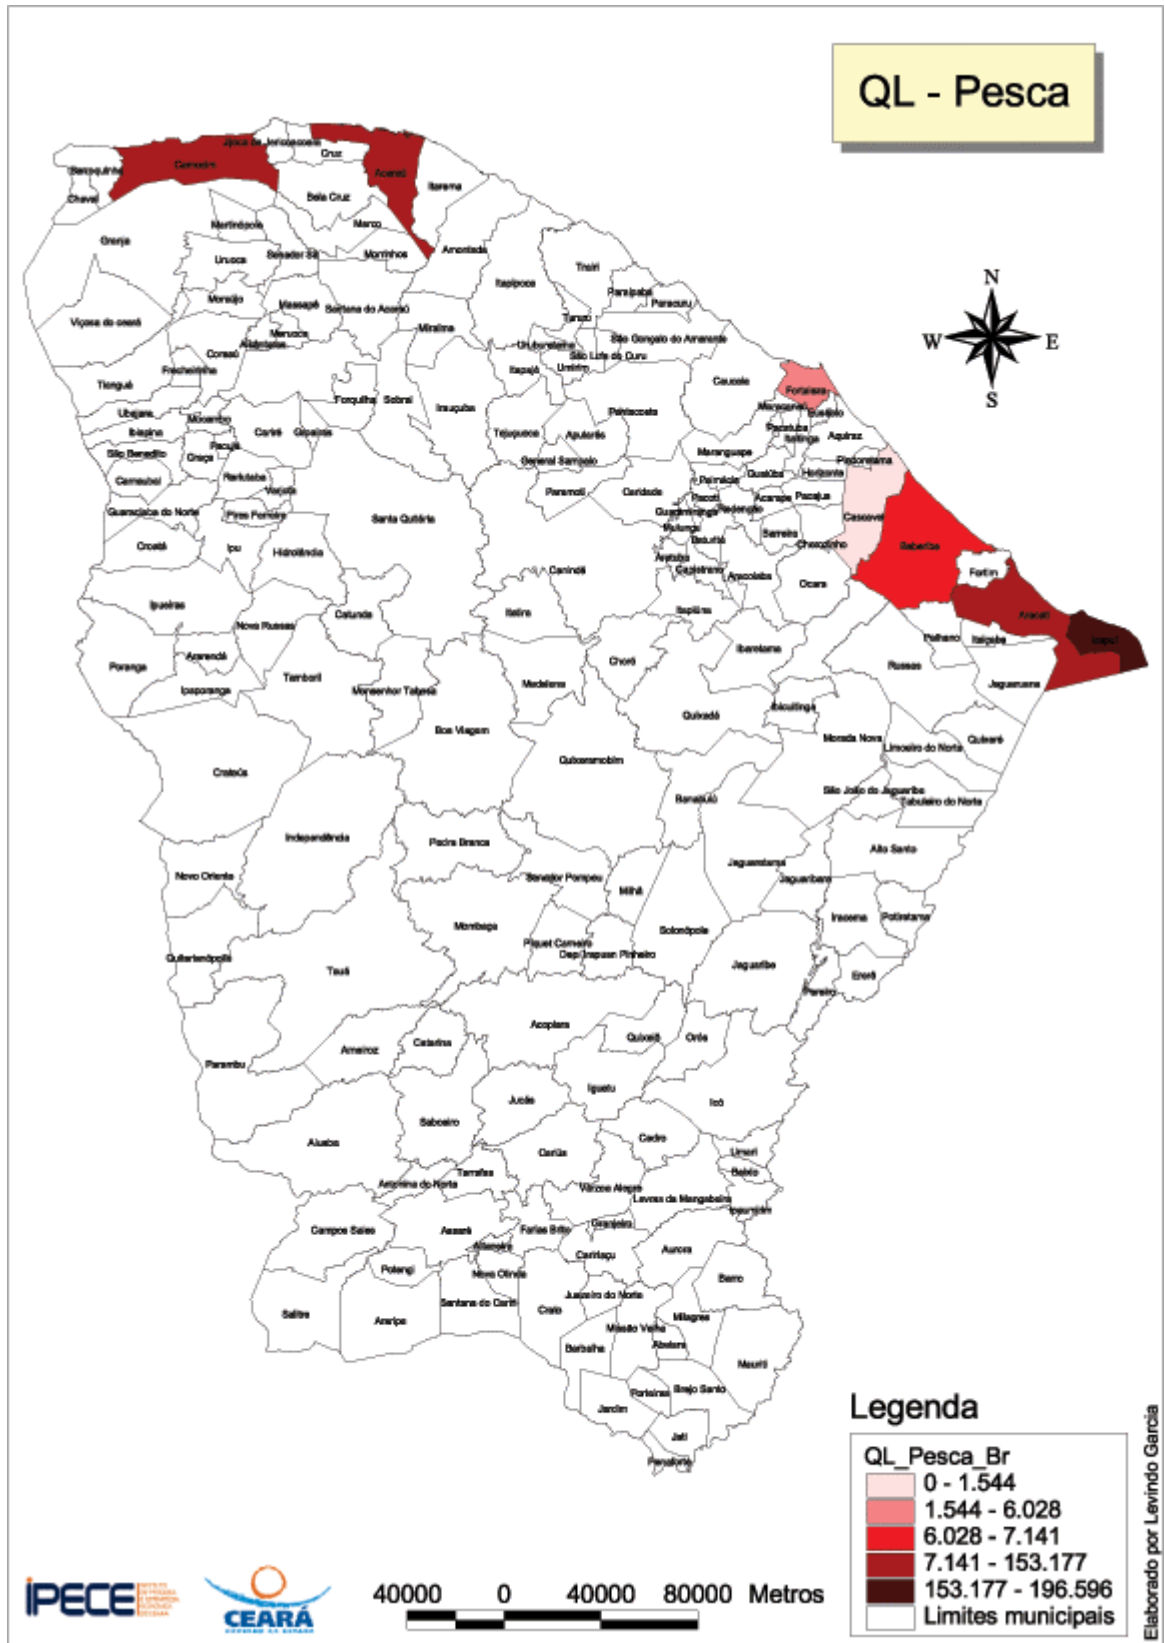 QL - Pesca
Jijoca de Jericoacoara
Cruz
Camocim
Barroquinha
Acaraú
Itarema
Chaval
Bela Cruz
Marco
Martinópole
Granja
Senador Sá
Morrinhos
Amontada
Uruoca
Trairi
Itapipoca
Paraipaba
Paracuru
Moraújo
Massapê
Santana do Acaraú
Tururu
Viçosa do ceará
Miraíma
Meruoca
Alcântaras
São Gonçalo do Amarante
Uruburetama
São Luis do Curu
Umirim
Coreaú
Frecheirinha
Itapajé
Tianguá
Caucaia
Fortaleza
Forquilha
Sobral
Irauçuba
Maracanaú
Eusébio
Ubajara
Mucambo
Pentecoste
Ibiapina
Cariré
Groaíras
Tejuçuoca
Apuiarés
Pacatuba
Itaitinga
Aquiraz
Pacujá
São Benedito
Graça
General Sampaio
Maranguape
Pindoretama
Carnaubal
Reriutaba
Varjota
Paramoti
Caridade
Palmácia
Guaiúba
Horizonte
Guaraciaba do Norte
Pires Ferreira
Santa Quitéria
Pacoti
Acarape
Pacajus
Guaramiranga
Redenção
Cascavel
Mulungu
Croatá
Ipu
Hidrolândia
Baturité
Barreira
Chorozinho
Beberibe
Aratuba
Canindé
Capistrano
Aracoiaba
Ocara
Fortim
Ipueiras
Catunda
Itatira
Itapiúna
Aracati
Nova Russas
Icapuí
Palhano
Itaiçaba
Ararendá
Choró
Ibaretama
Poranga
Tamboril
Russas
Ipaporanga
Monsenhor Tabosa
Madalena
Jaguaruana
Ibicuitinga
Quixadá
Boa Viagem
Morada Nova
Quixeré
Limoeiro do Norte
Quixeramobim
Crateús
São João do Jaguaribe
Banabuiú
Tabuleiro do Norte
Independência
Pedra Branca
Alto Santo
Jaguaretama
Novo Oriente
Senador Pompeu
Jaguaribara
Milhã
Iracema
Potiretama
Mombaça
Solonópole
Piquet Carneiro
Dep. Irapuan Pinheiro
Quiterianópolis
Tauá
Jaguaribe
Ererê
Pereiro
Acopiara
Quixelô
Orós
Catarina
Arneiroz
Parambu
Iguatu
Jucás
Icó
Saboeiro
Cedro
Aiuaba
Cariús
Umari
Baixio
Tarrafas
Antonina do Norte
Várzea Alegre
Lavras da Mangabeira
Ipaumirim
Campos Sales
Assaré
Farias Brito
Granjeiro
Altaneira
Caririaçu
Aurora
Potengi
Nova Olinda
Barro
Juazeiro do Norte
Santana do Cariri
Crato
Salitre
Araripe
Milagres
Missão Velha
Barbalha
Abaiara
Mauriti
Porteiras
Brejo Santo
Jardim
Jati
Penaforte
N
W
E
S
Legenda
QL_Pesca_Br
0 - 1.544
1.544 - 6.028
6.028 - 7.141
7.141 - 153.177
153.177 - 196.596
Limites municipais
Elaborado por Levindo Garcia
IPECE
CEARÁ
40000 0 40000 80000 Metros